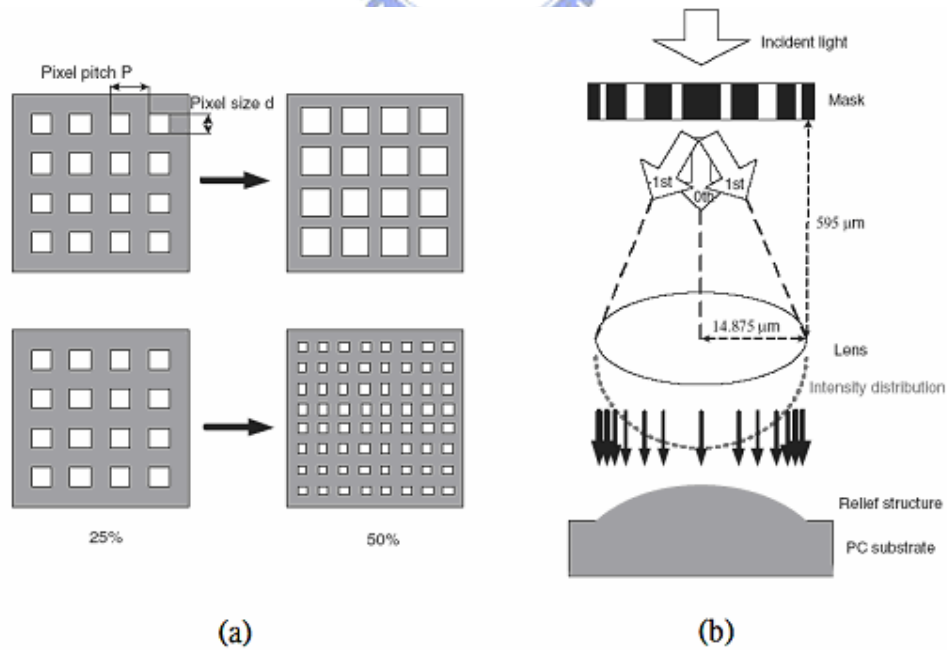 Pixel pitch P
Pixel size d
25%
50%
(a)
Incident light
Mask
-1st
0th
1st
595 μm
14.875 μm
Lens
Intensity distribution
Relief structure
PC substrate
(b)